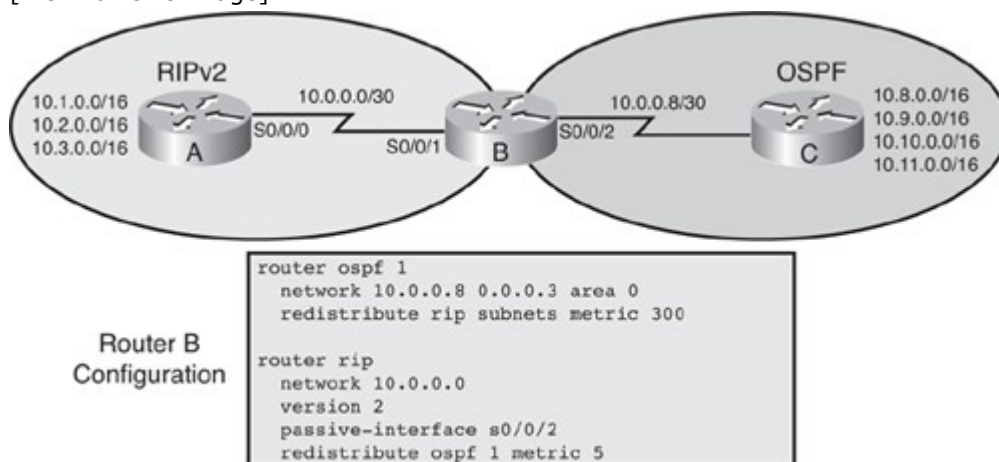 RIPv2
OSPF
10.1.0.0/16
10.2.0.0/16
10.3.0.0/16
A
10.0.0.0/30
S0/0/0
S0/0/1
B
10.0.0.8/30
S0/0/2
C
10.8.0.0/16
10.9.0.0/16
10.10.0.0/16
10.11.0.0/16
Router B
Configuration
router ospf 1
network 10.0.0.8 0.0.0.3 area 0
redistribute rip subnets metric 300
router rip
network 10.0.0.0
version 2
passive-interface s0/0/2
redistribute ospf 1 metric 5